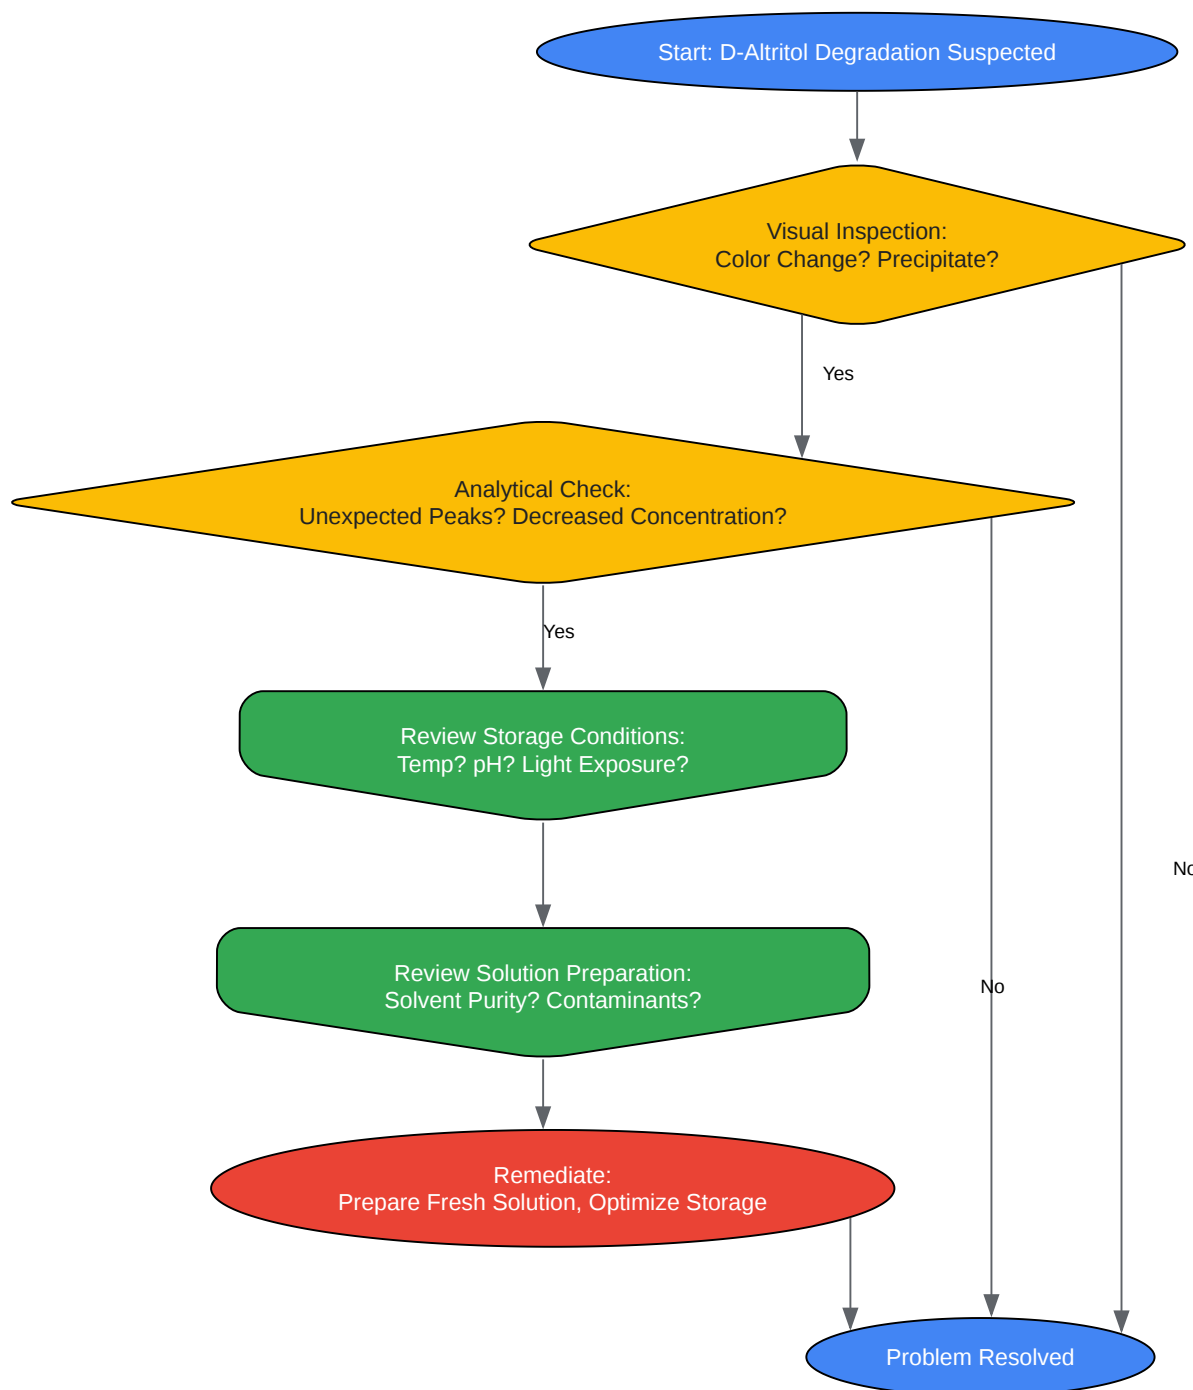 Start: D-Altritol Degradation Suspected
Visual Inspection:
Color Change? Precipitate?
Yes
Analytical Check:
Unexpected Peaks? Decreased Concentration?
Yes
Review Storage Conditions:
Temp? pH? Light Exposure?
No
Review Solution Preparation:
Solvent Purity? Contaminants?
No
Remediate:
Prepare Fresh Solution, Optimize Storage
Problem Resolved